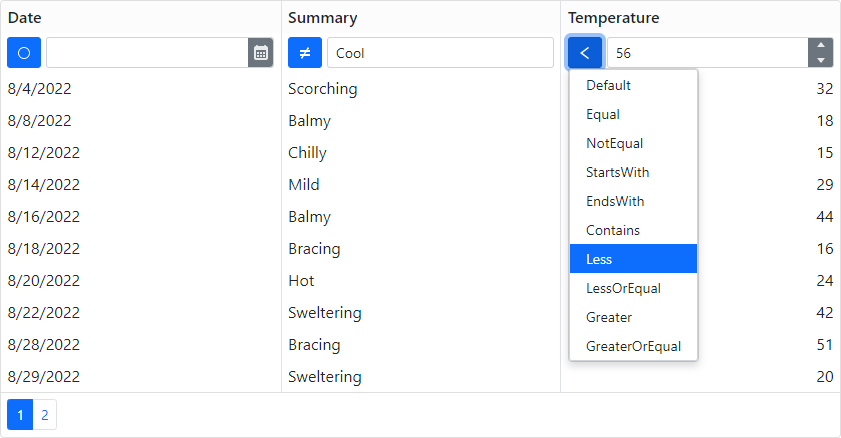 Date Summary Temperature
≠ Cool < 56
8/4/2022 Scorching Default 32
Equal
8/8/2022 Balmy 18
NotEqual
8/12/2022 Chilly 15
StartsWith
8/14/2022 Mild 29
EndsWith
8/16/2022 Balmy 44
Contains
8/18/2022 Bracing 16
Less
8/20/2022 Hot 24
LessOrEqual
8/22/2022 Sweltering 42
Greater
8/28/2022 Bracing 51
GreaterOrEqual
8/29/2022 Sweltering 20
1 2